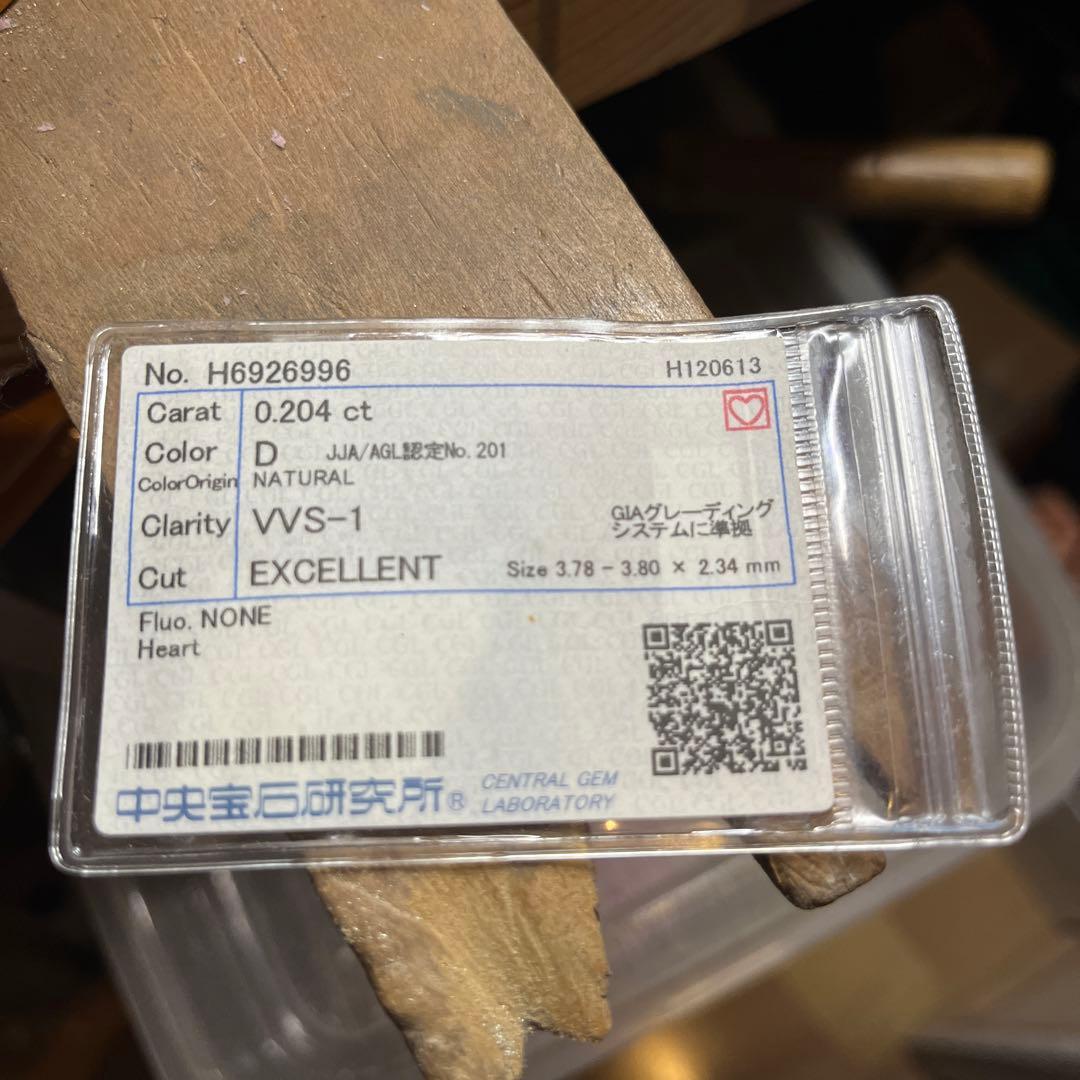 No. H6926996 H120613
Carat 0.204 ct
Color D JJA/AGL認定No.201
ColorOrigin NATURAL
Clarity VVS-1 GIAグレーディング
システムに準拠
Cut EXCELLENT Size 3.78 - 3.80 × 2.34 mm
Fluo. NONE
Heart
中央宝石研究所® CENTRAL GEM
LABORATORY